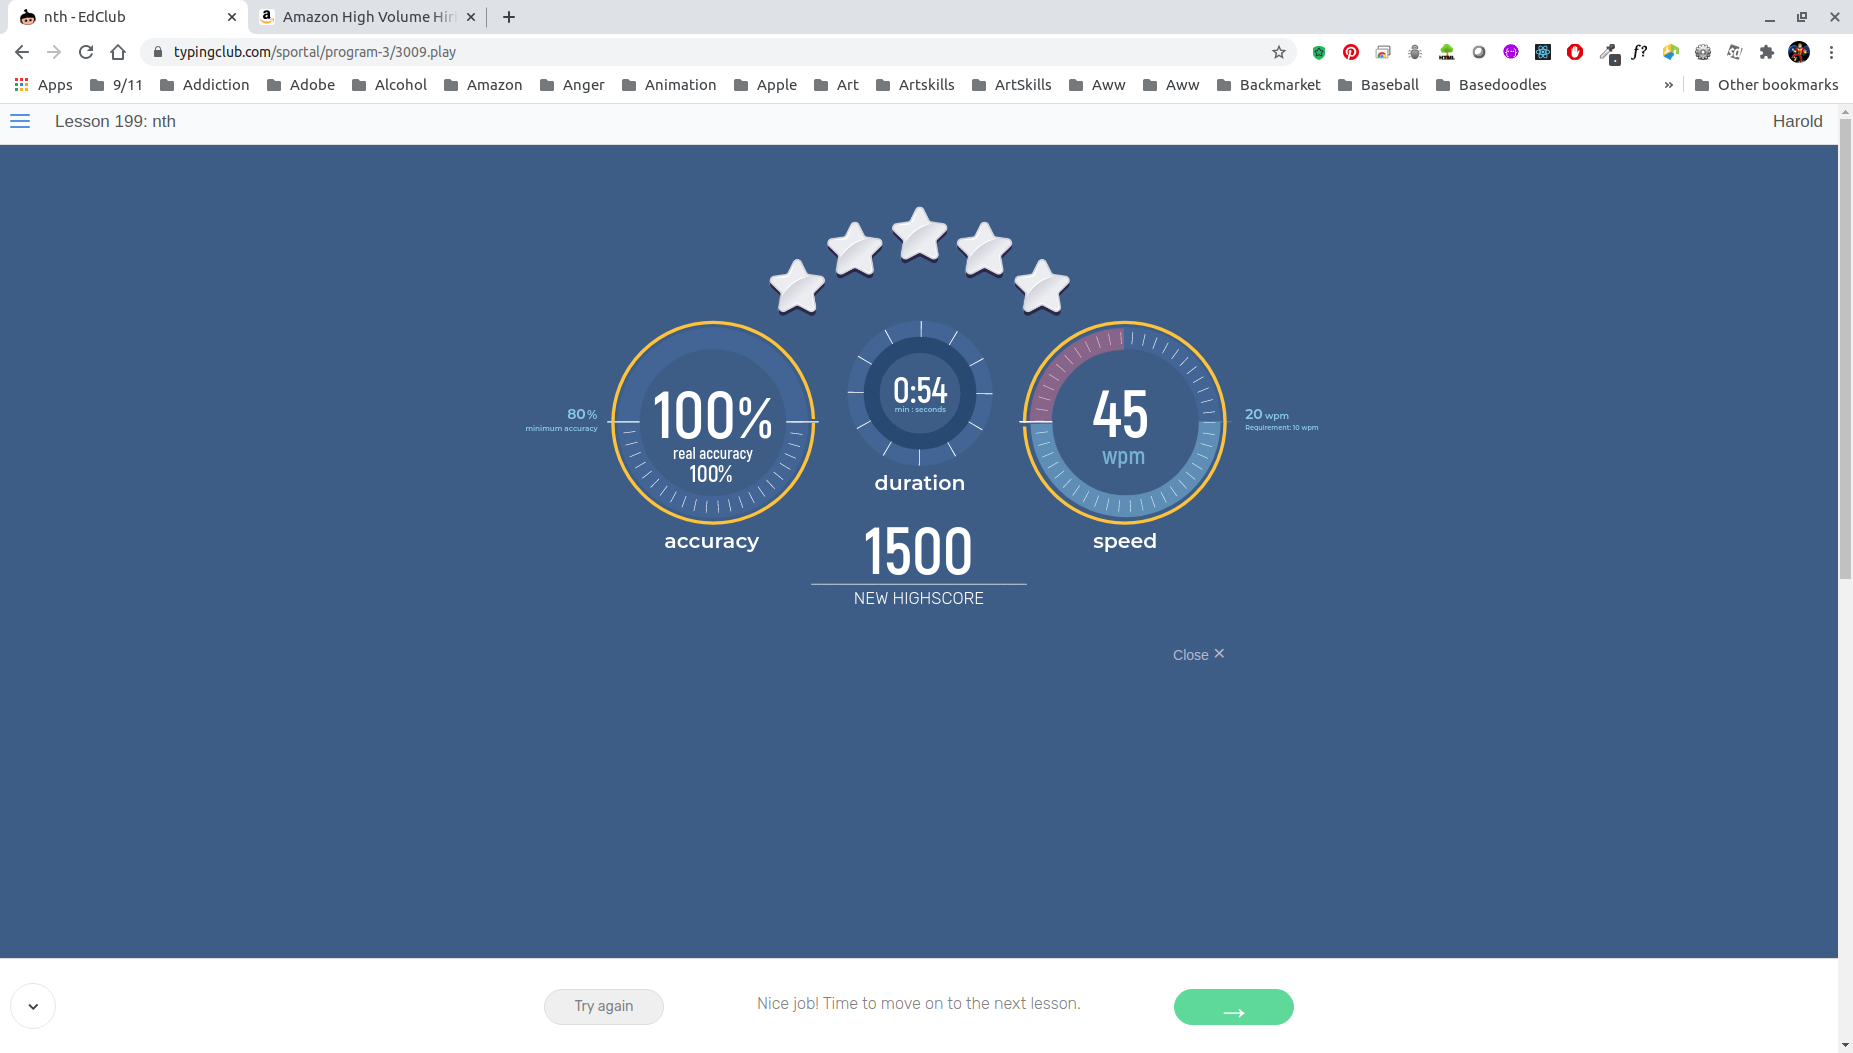 nth - EdClub
Amazon High Volume Hiri
typingclub.com/sportal/program-3/3009.play
Apps 9/11 Addiction Adobe Alcohol Amazon Anger Animation Apple Art Artskills ArtSkills Aww Aww Backmarket Baseball Basedoodles » Other bookmarks
Lesson 199: nth
Harold
80%
minimum accuracy
100%
real accuracy
100%
accuracy
0:54
min : seconds
duration
45
wpm
speed
20 wpm
Requirement: 10 wpm
1500
NEW HIGHSCORE
Close ×
Try again
Nice job! Time to move on to the next lesson.
→